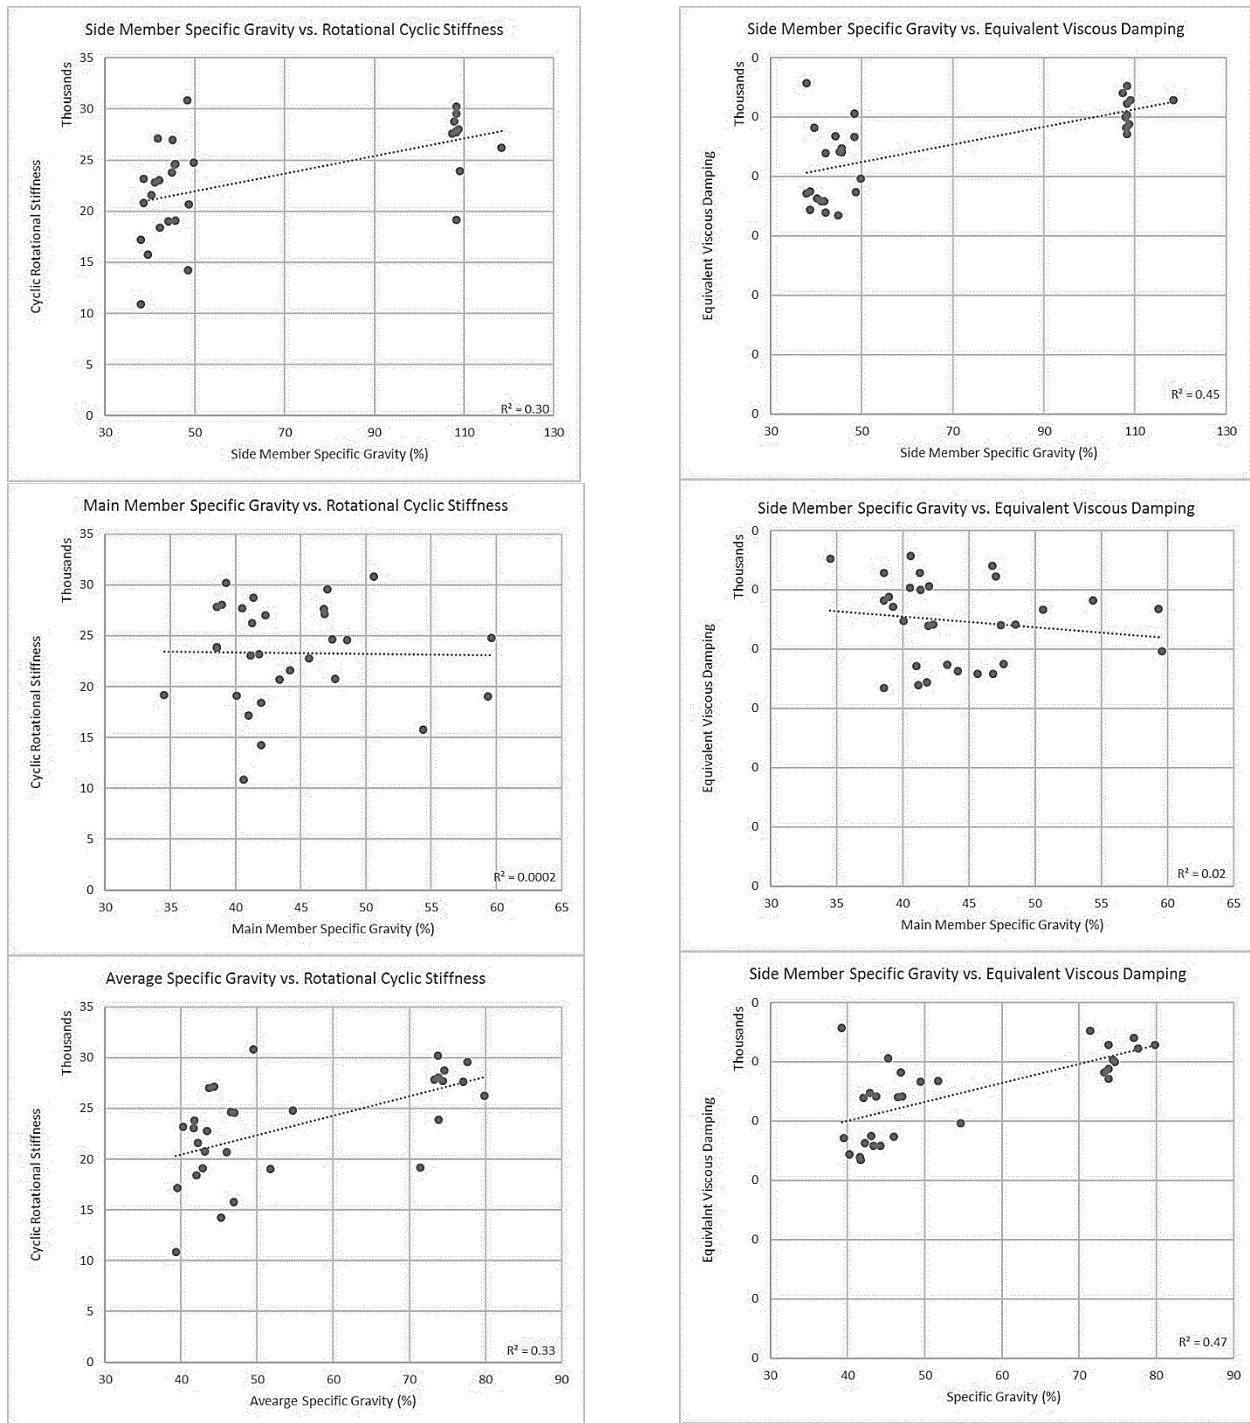 Side Member Specific Gravity vs. Rotational Cyclic Stiffness
Thousands
Cyclic Rotational Stiffness
35
30
25
20
15
10
5
0
30 50 70 90 110 130
R² = 0.30
Side Member Specific Gravity (%)
Side Member Specific Gravity vs. Equivalent Viscous Damping
Thousands
Equivalent Viscous Damping
0
0
0
0
0
0
0
30 50 70 90 110 130
R² = 0.45
Side Member Specific Gravity (%)
Main Member Specific Gravity vs. Rotational Cyclic Stiffness
Thousands
Cyclic Rotational Stiffness
35
30
25
20
15
10
5
0
30 35 40 45 50 55 60 65
R² = 0.0002
Main Member Specific Gravity (%)
Side Member Specific Gravity vs. Equivalent Viscous Damping
Thousands
Equivalent Viscous Damping
0
0
0
0
0
0
0
30 35 40 45 50 55 60 65
R² = 0.02
Main Member Specific Gravity (%)
Average Specific Gravity vs. Rotational Cyclic Stiffness
Thousands
Cyclic Rotational Stiffness
35
30
25
20
15
10
5
0
30 40 50 60 70 80 90
R² = 0.33
Avearge Specific Gravity (%)
Side Member Specific Gravity vs. Equivalent Viscous Damping
Thousands
Equivlalnt Viscous Damping
0
0
0
0
0
0
0
30 40 50 60 70 80 90
R² = 0.47
Specific Gravity (%)